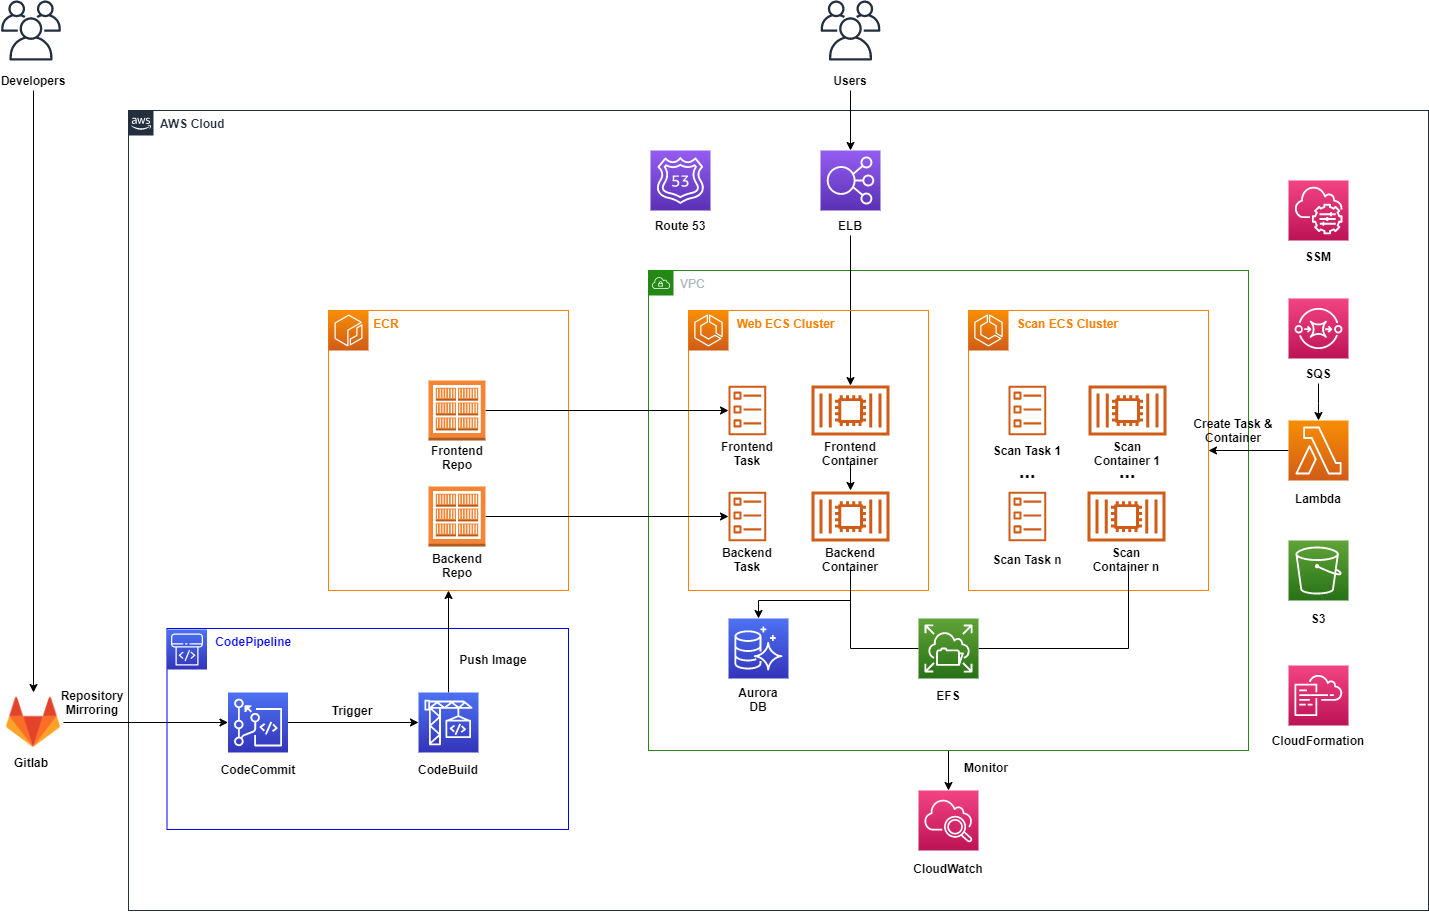 Developers
Users
aws
AWS Cloud
53
Route 53
ELB
SSM
VPC
ECR
Web ECS Cluster
Scan ECS Cluster
SQS
Frontend
Repo
Frontend
Task
Frontend
Container
Scan Task 1
Scan
Container 1
Create Task &
Container
...
...
Lambda
Backend
Repo
Backend
Task
Backend
Container
Scan Task n
Scan
Container n
S3
CodePipeline
Push Image
Repository
Mirroring
Trigger
Aurora
DB
EFS
Gitlab
CodeCommit
CodeBuild
CloudFormation
Monitor
CloudWatch